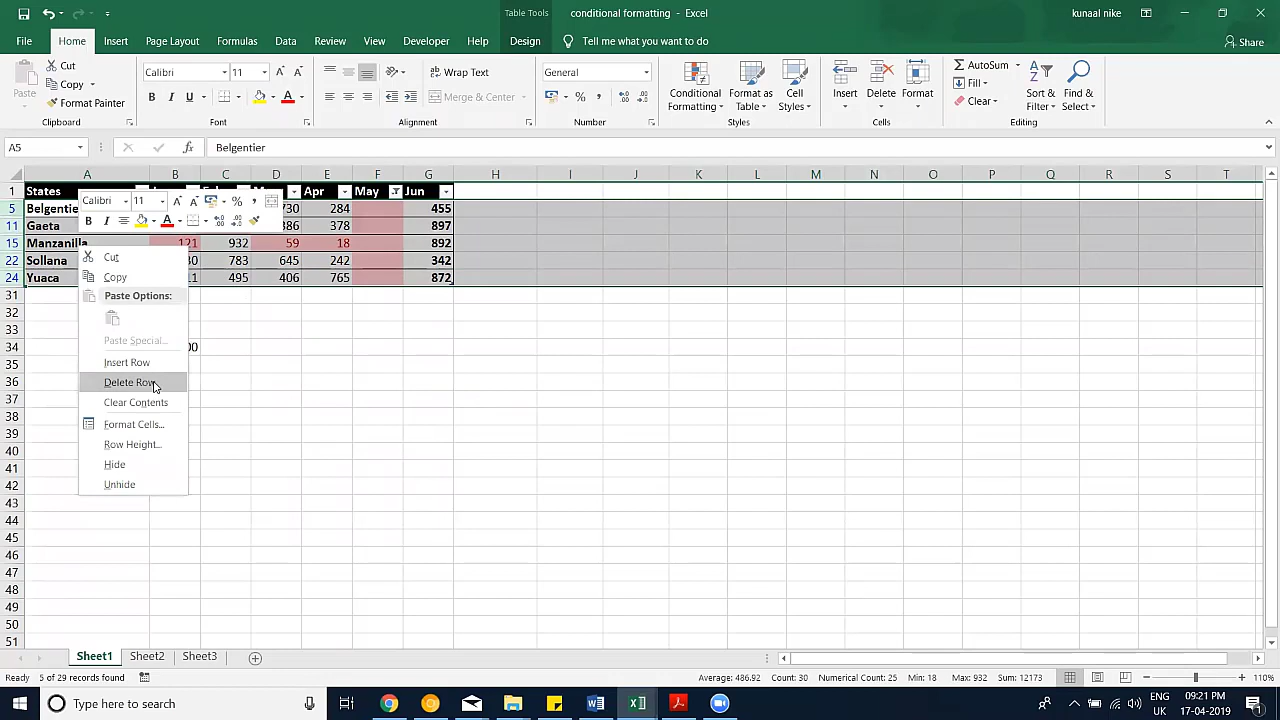 Table Tools
conditional formatting - Excel
kunaal nike
File Home Insert Page Layout Formulas Data Review View Developer Help Design Tell me what you want to do Share
Paste
Cut
Copy
Format Painter
Calibri 11
B I U
Wrap Text
Merge & Center
General
Conditional Formatting
Format as Table
Cell Styles
Insert Delete Format
AutoSum
Fill
Clear
Sort & Filter
Find & Select
Clipboard Font Alignment Number Styles Cells Editing
A5 fx Belgentier
A B C D E F G H I J K L M N O P Q R S T
1 States Apr May Jun
5 730 284 455
11 Gaeta 386 378 897
15 Manzanilla 121 932 59 18 892
22 Sollana 783 645 242 342
24 Yuaca 495 406 765 872
Calibri 11
B I
Cut
Copy
Paste Options:
Paste Special...
Insert Row
Delete Row
Clear Contents
Format Cells...
Row Height...
Hide
Unhide
31
32
33
34
35
36
37
38
39
40
41
42
43
44
45
46
47
48
49
50
51
Sheet1 Sheet2 Sheet3
Ready 5 of 29 records found Average: 486.92 Count: 30 Numerical Count: 25 Min: 18 Max: 932 Sum: 12173 110%
Type here to search
ENG
UK
09:21 PM
17-04-2019